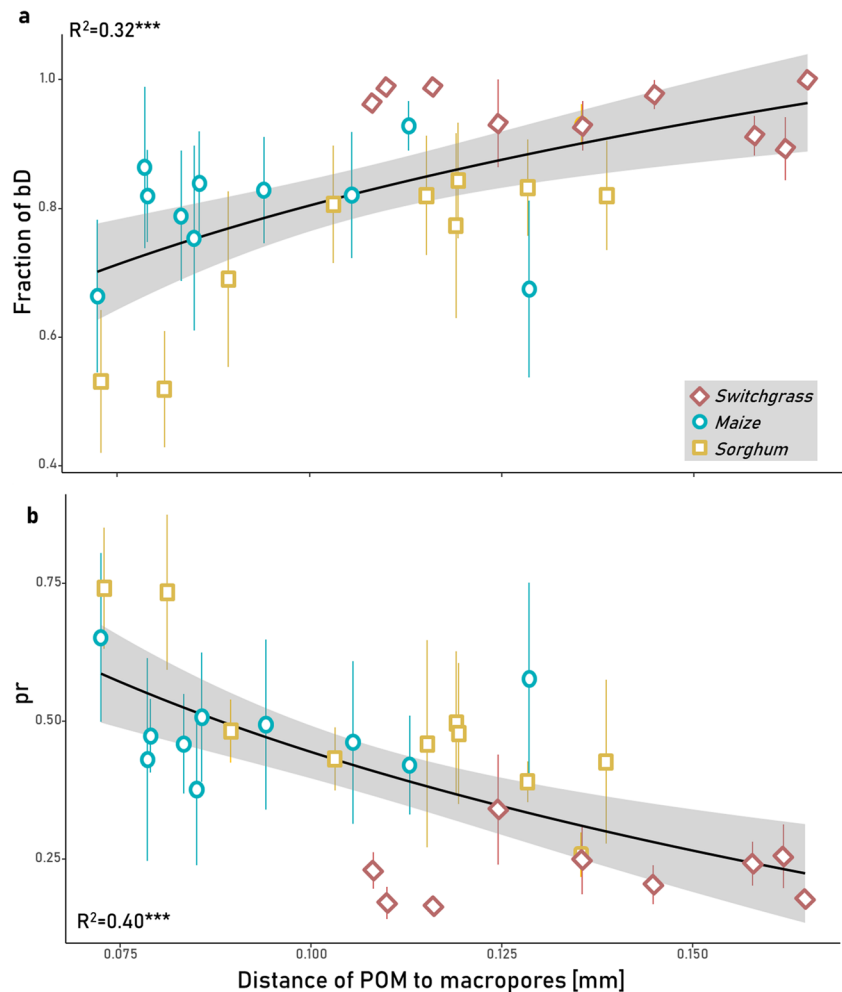 a
R²=0.32***
1.0
0.8
0.6
0.4
Fraction of bD
Switchgrass
Maize
Sorghum
b
0.75
0.50
0.25
pr
R²=0.40***
0.075
0.100
0.125
0.150
Distance of POM to macropores [mm]